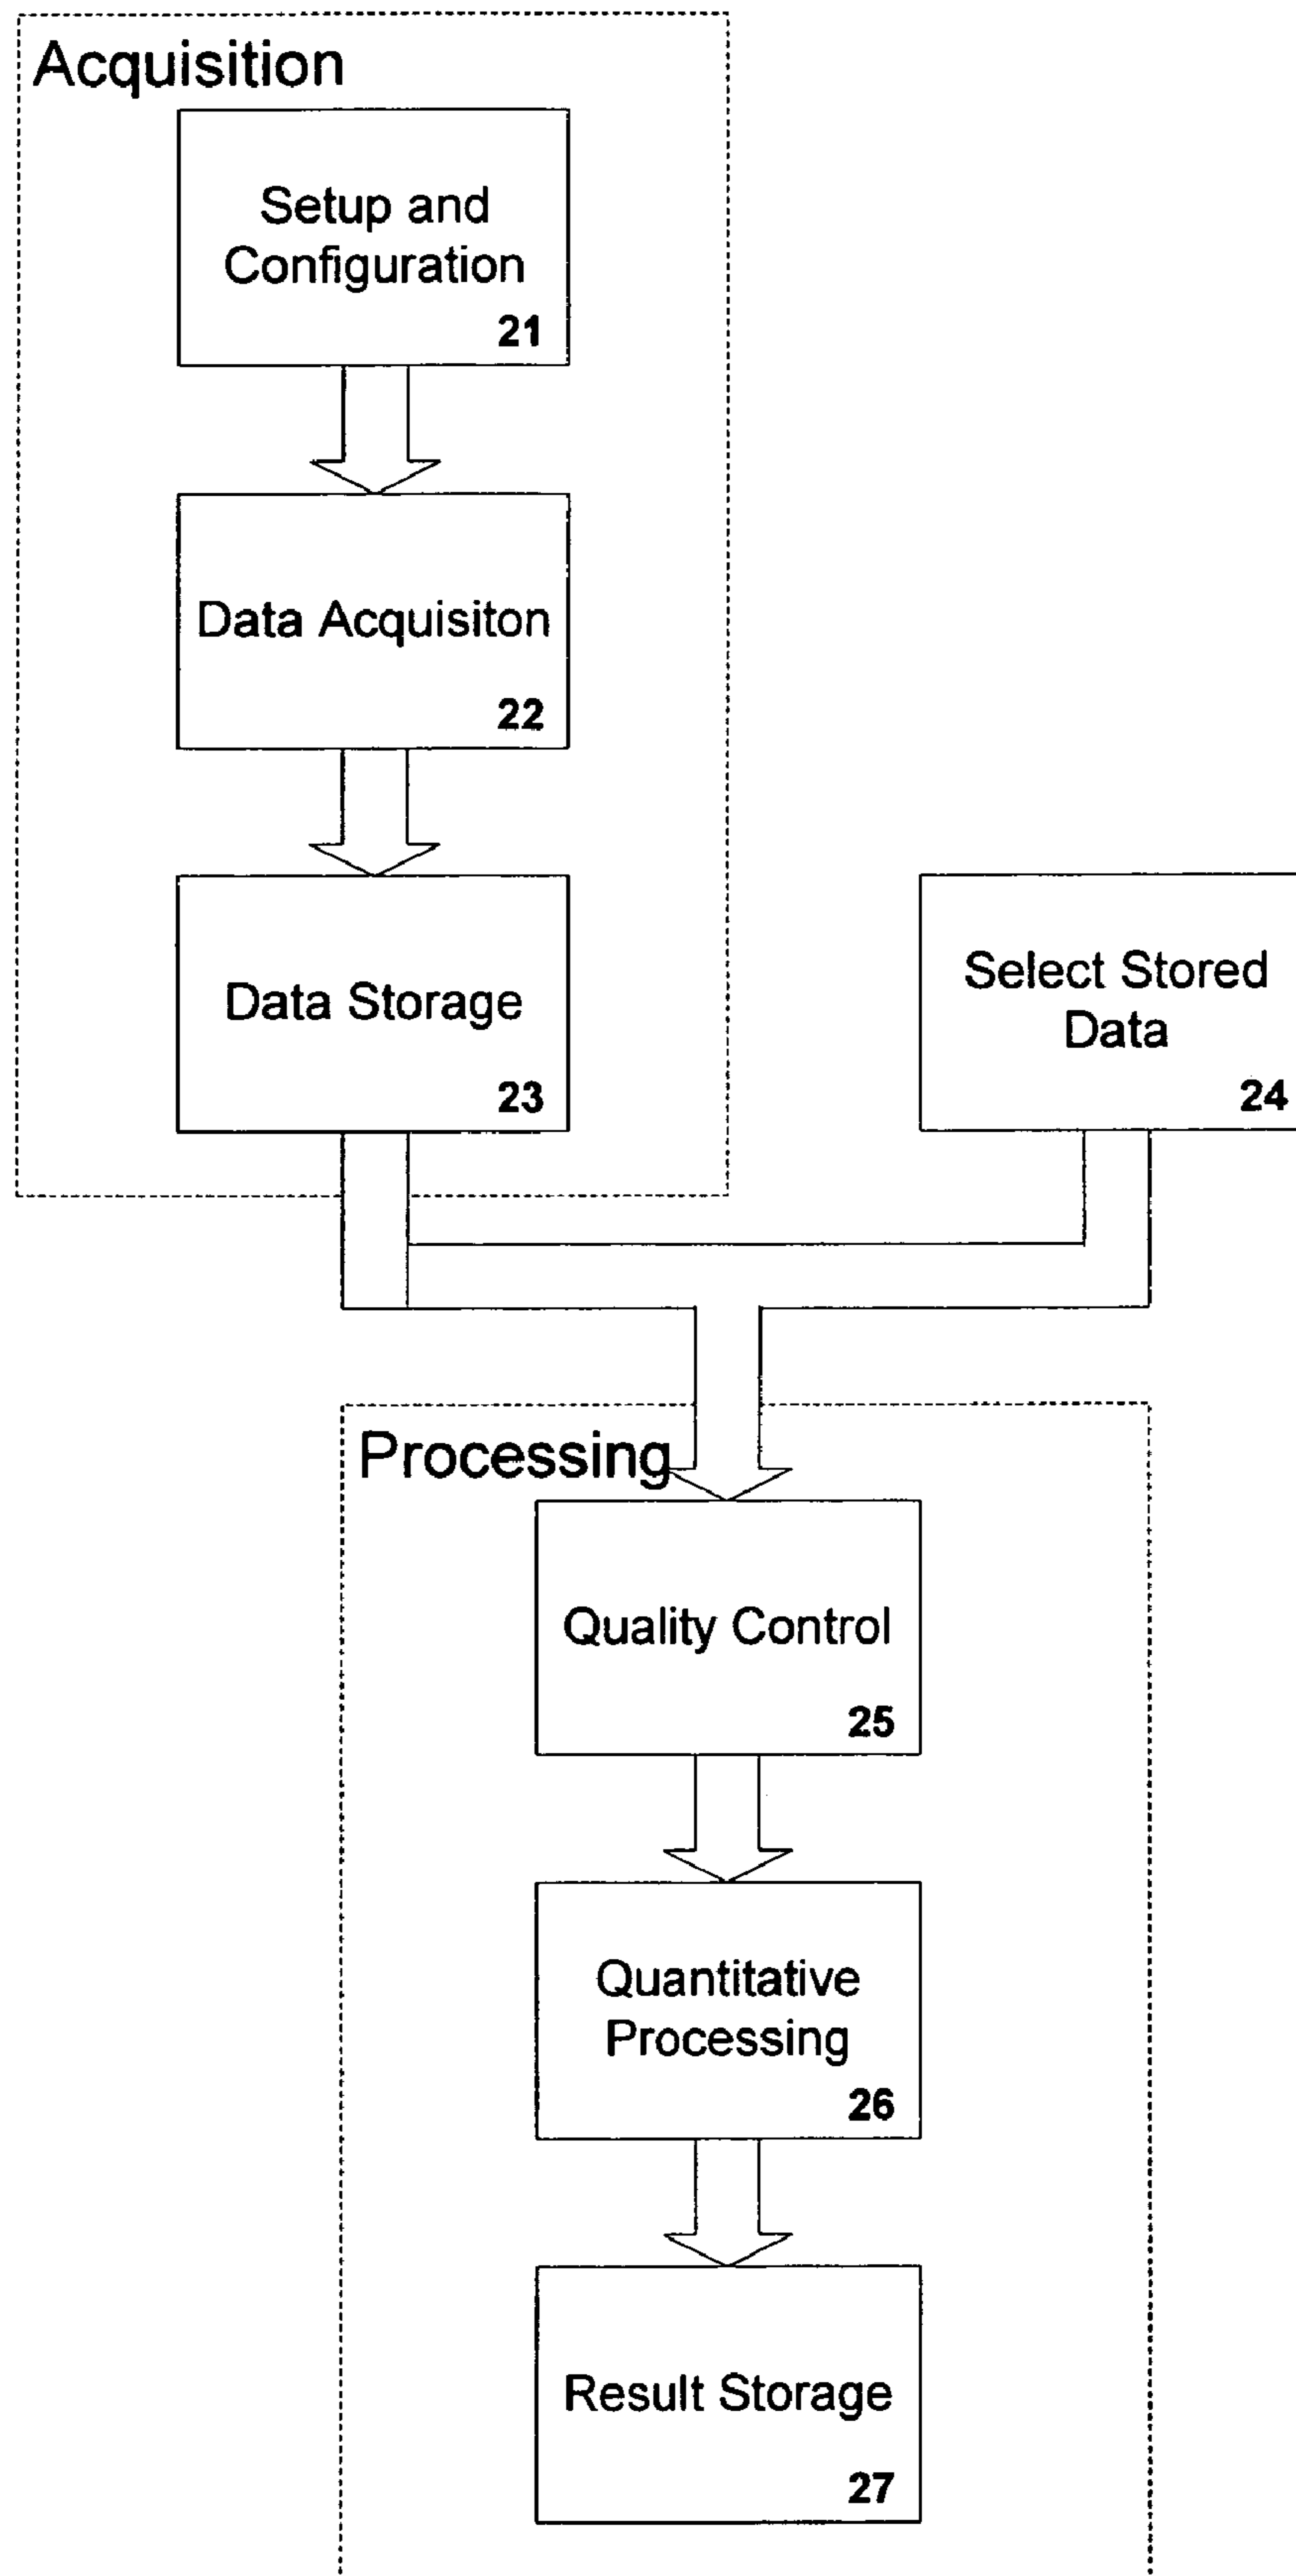 Acquisition
Setup and
Configuration
21
Data Acquisiton
22
Data Storage
23
Select Stored
Data
24
Processing
Quality Control
25
Quantitative
Processing
26
Result Storage
27